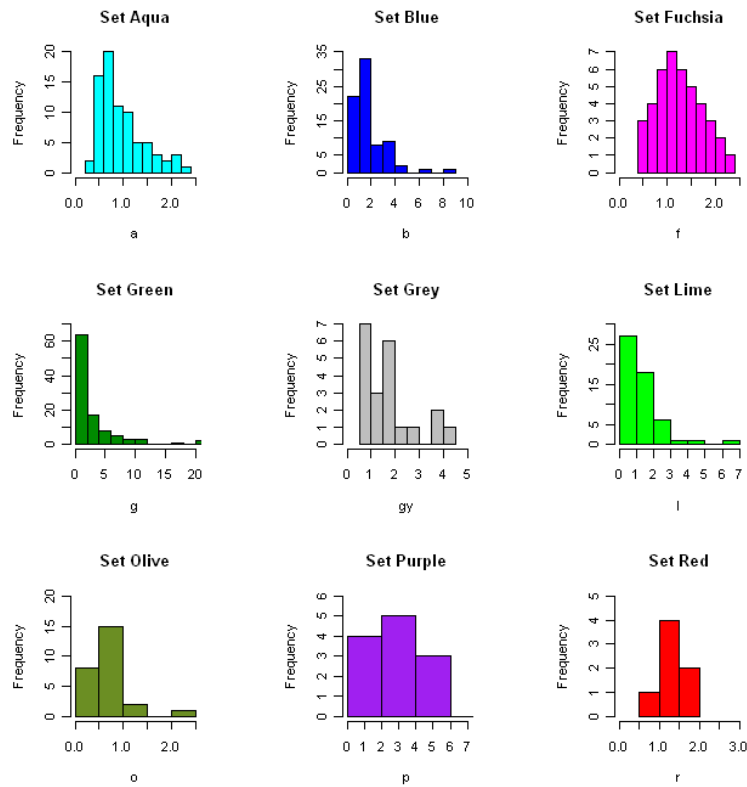 Set Aqua
Set Blue
Set Fuchsia
Frequency
0 5 10 15 20
0.0 1.0 2.0
a
Frequency
0 5 15 25 35
0 2 4 6 8 10
b
Frequency
0 1 2 3 4 5 6 7
0.0 1.0 2.0
f
Set Green
Set Grey
Set Lime
Frequency
0 20 40 60
0 5 10 15 20
g
Frequency
0 1 2 3 4 5 6 7
0 1 2 3 4 5
gy
Frequency
0 5 15 25
0 1 2 3 4 5 6 7
l
Set Olive
Set Purple
Set Red
Frequency
0 5 10 15 20
0.0 1.0 2.0
o
Frequency
0 1 2 3 4 5 6
0 1 2 3 4 5 6 7
p
Frequency
0 1 2 3 4 5
0.0 1.0 2.0 3.0
r